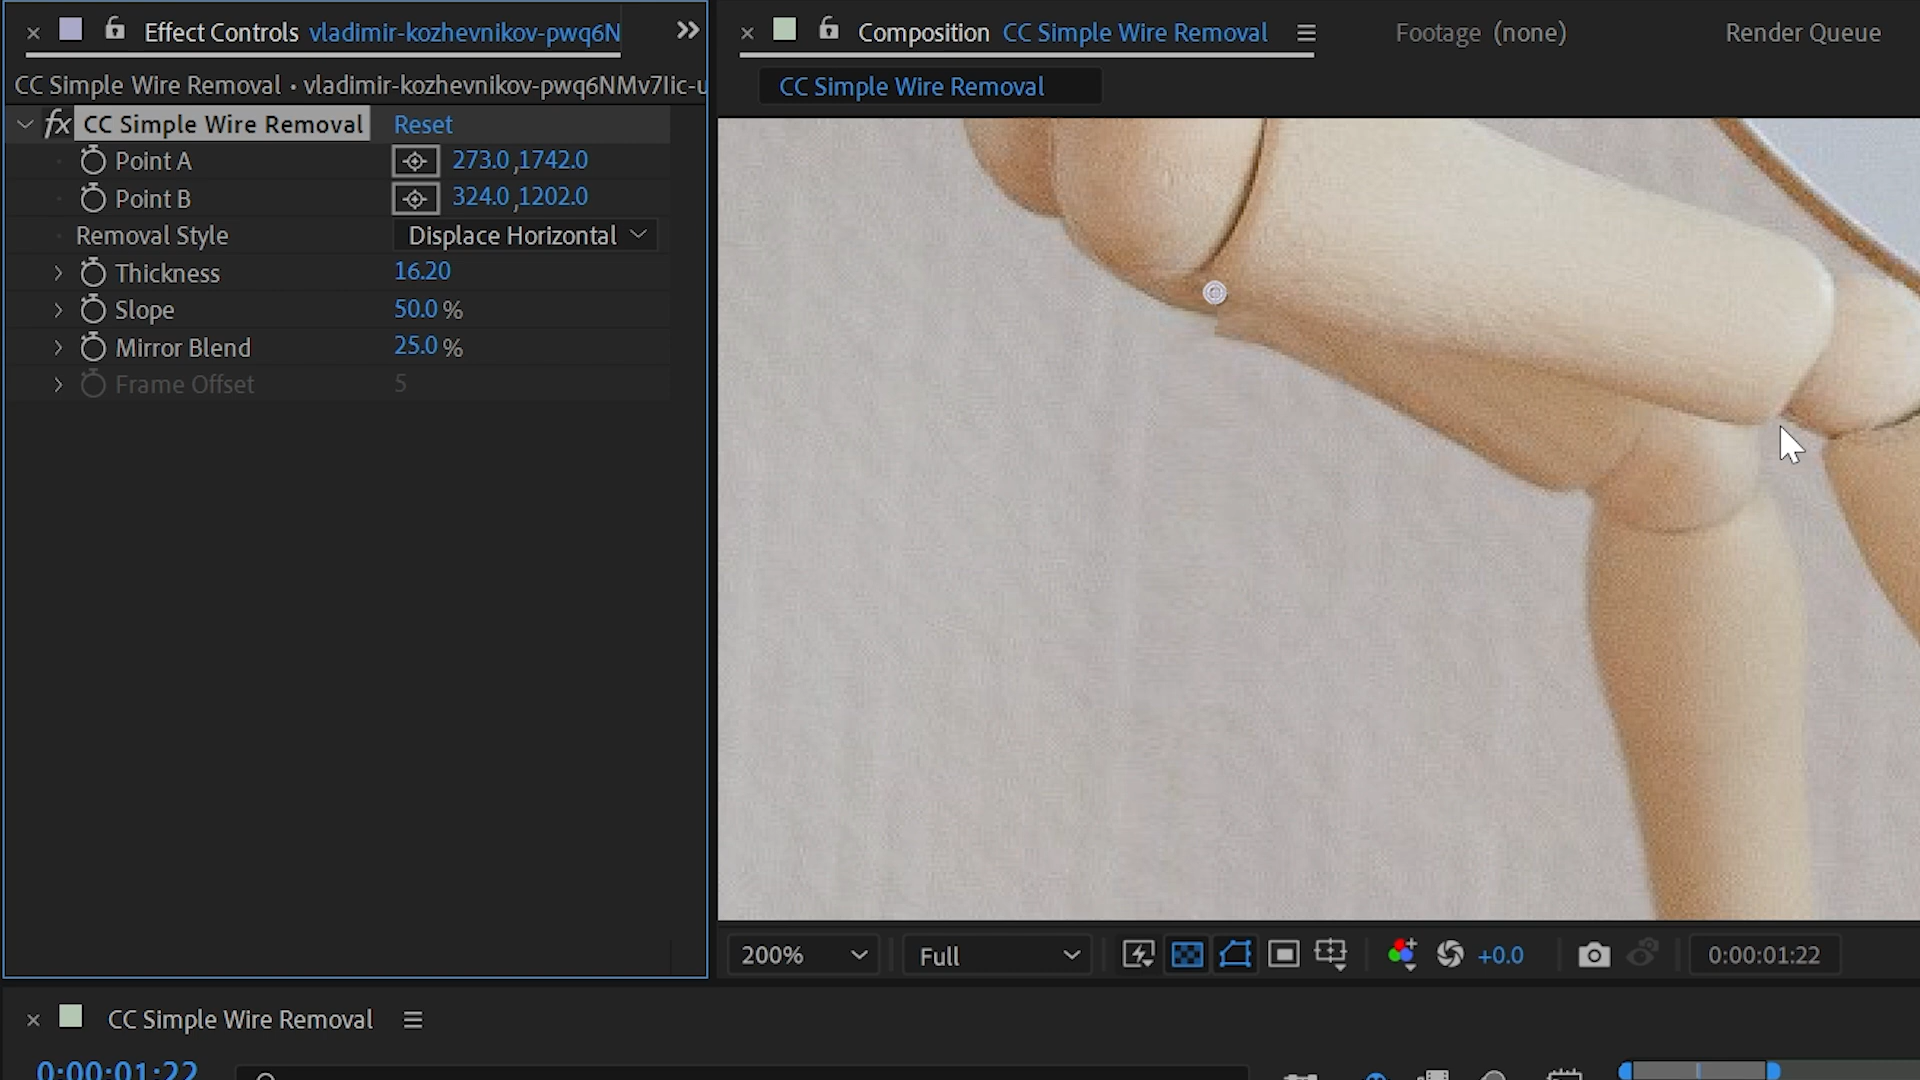 Effect Controls vladimir-kozhevnikov-pwq6N
CC Simple Wire Removal • vladimir-kozhevnikov-pwq6NMv7Iic-u
fx CC Simple Wire Removal Reset
Point A 273.0,1742.0
Point B 324.0,1202.0
Removal Style Displace Horizontal
Thickness 16.20
Slope 50.0 %
Mirror Blend 25.0 %
Frame Offset 5
Composition CC Simple Wire Removal
Footage (none)
Render Queue
CC Simple Wire Removal
200%
Full
+0.0
0:00:01:22
CC Simple Wire Removal
0:00:01:22